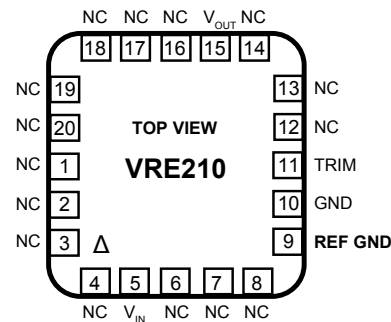 NC NC NC VOUT NC
18 17 16 15 14
NC 19 13 NC
NC 20 TOP VIEW 12 NC
NC 1 VRE210 11 TRIM
NC 2 10 GND
NC 3 Δ 9 REF GND
4 5 6 7 8
NC VIN NC NC NC